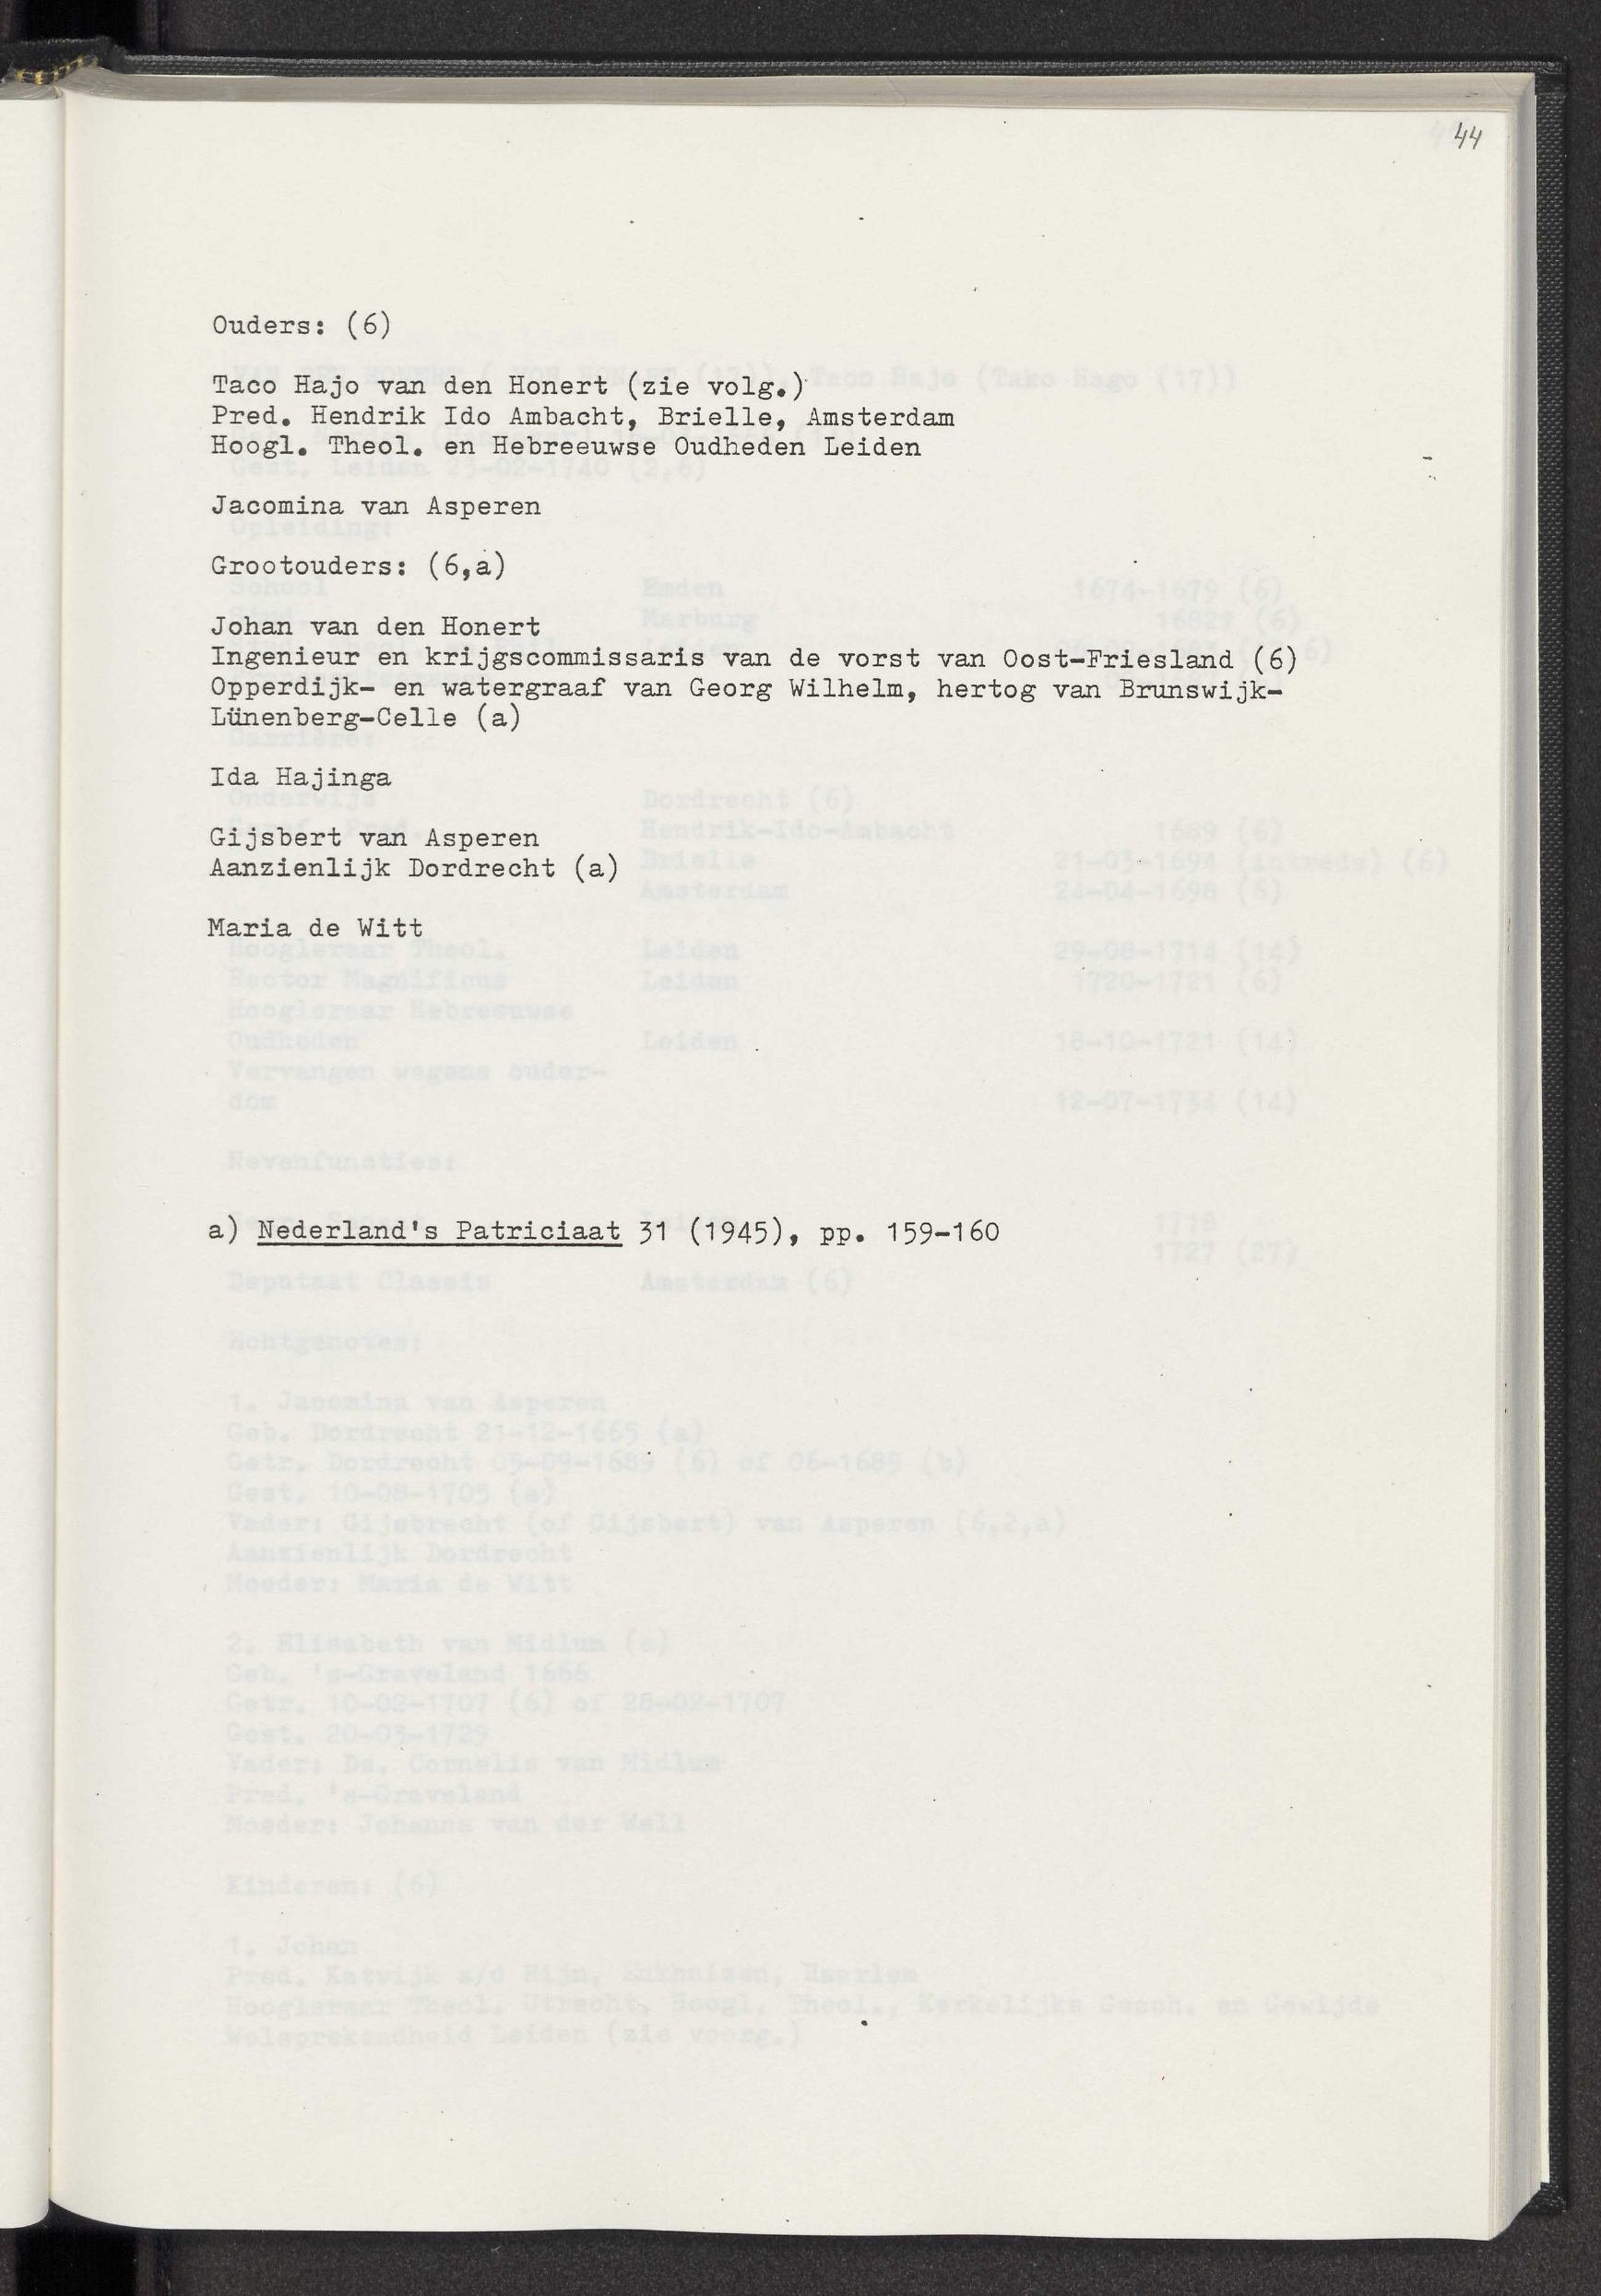 44
Ouders: (6)
Taco Hajo van den Honert (zie volg.)
Pred. Hendrik Ido Ambacht, Brielle, Amsterdam
Hoogl. Theol. en Hebreeuwse Oudheden Leiden
Jacomina van Asperen
Grootouders: (6,a)
Johan van den Honert
Ingenieur en krijgscommissaris van de vorst van Oost-Friesland (6)
Opperdijk- en watergraaf van Georg Wilhelm, hertog van Brunswijk-
Lünenberg-Celle (a)
Ida Hajinga
Gijsbert van Asperen
Aanzienlijk Dordrecht (a)
Maria de Witt
a) Nederland's Patriciaat 31 (1945), pp. 159-160